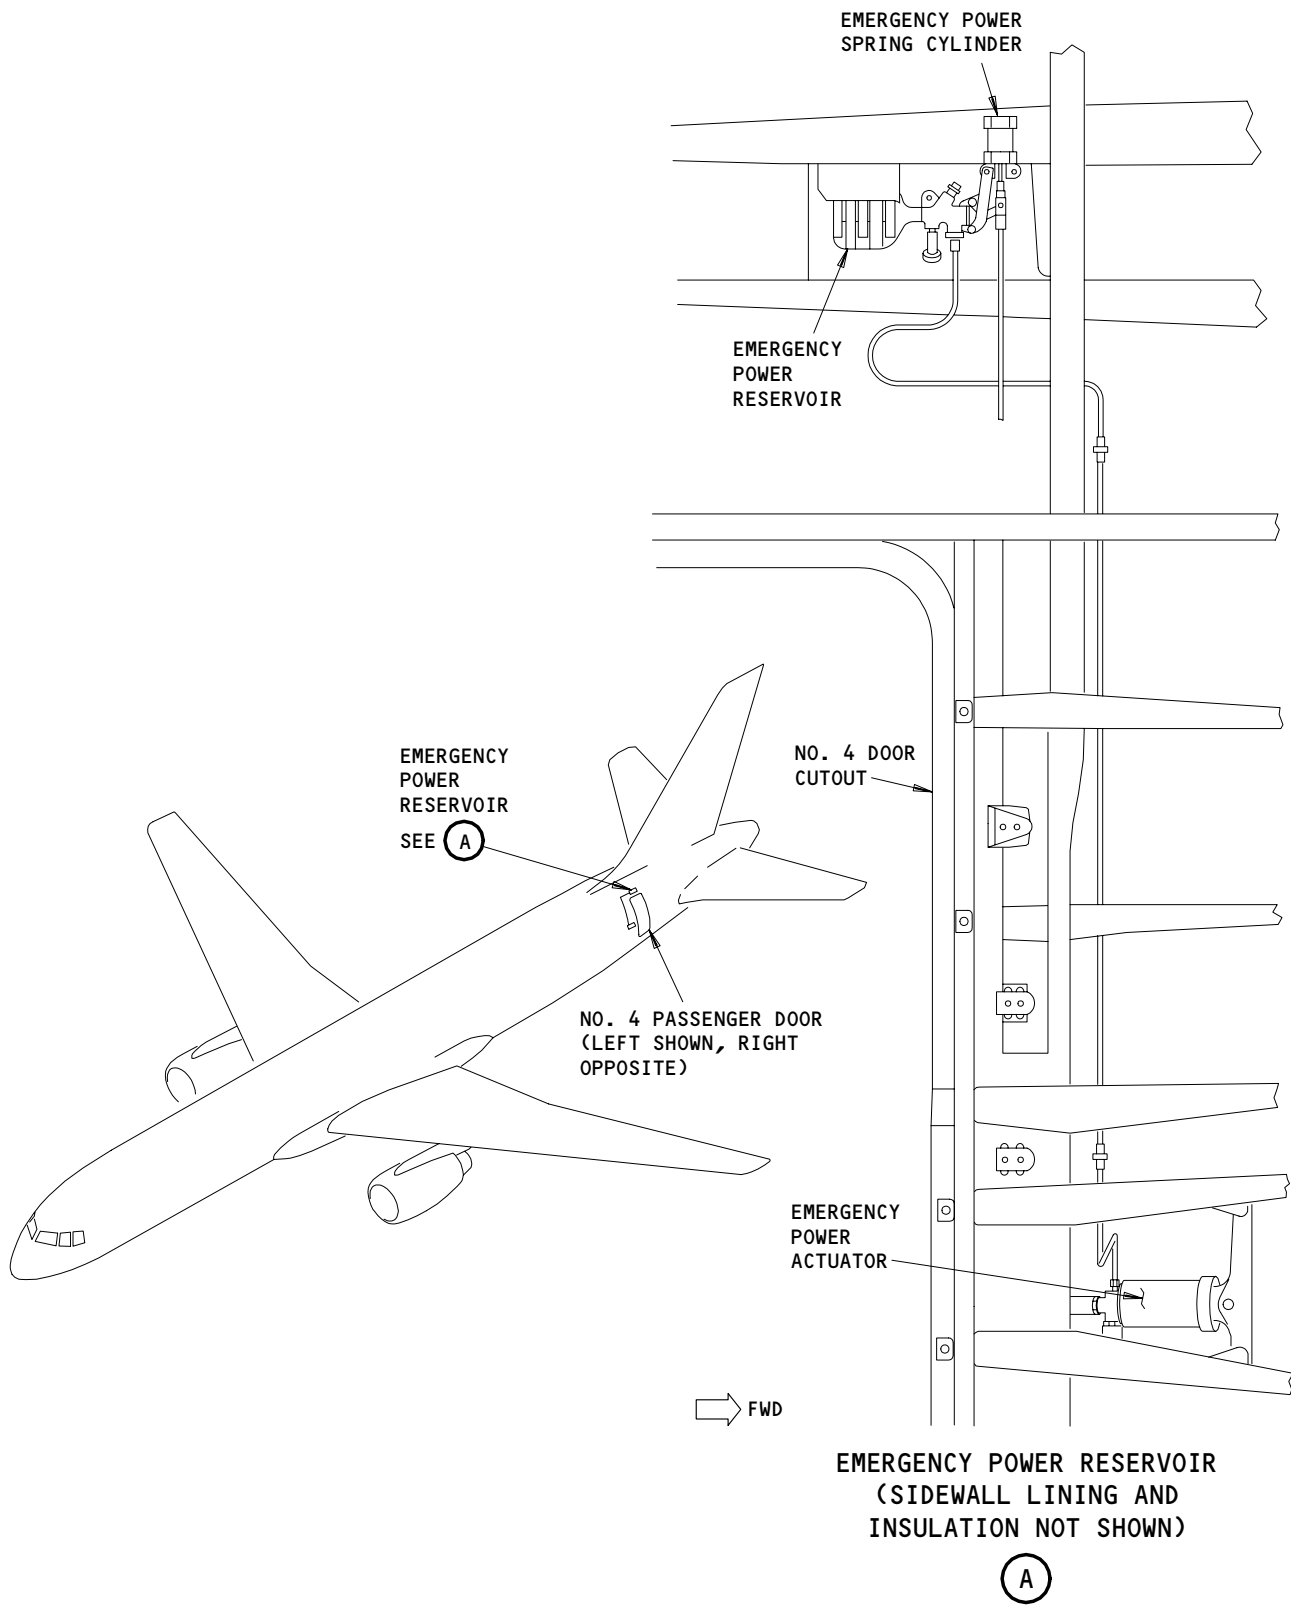 EMERGENCY POWER
SPRING CYLINDER
EMERGENCY
POWER
RESERVOIR
EMERGENCY
POWER
RESERVOIR
SEE A
NO. 4 DOOR
CUTOUT
NO. 4 PASSENGER DOOR
(LEFT SHOWN, RIGHT
OPPOSITE)
EMERGENCY
POWER
ACTUATOR
FWD
EMERGENCY POWER RESERVOIR
(SIDEWALL LINING AND
INSULATION NOT SHOWN)
A